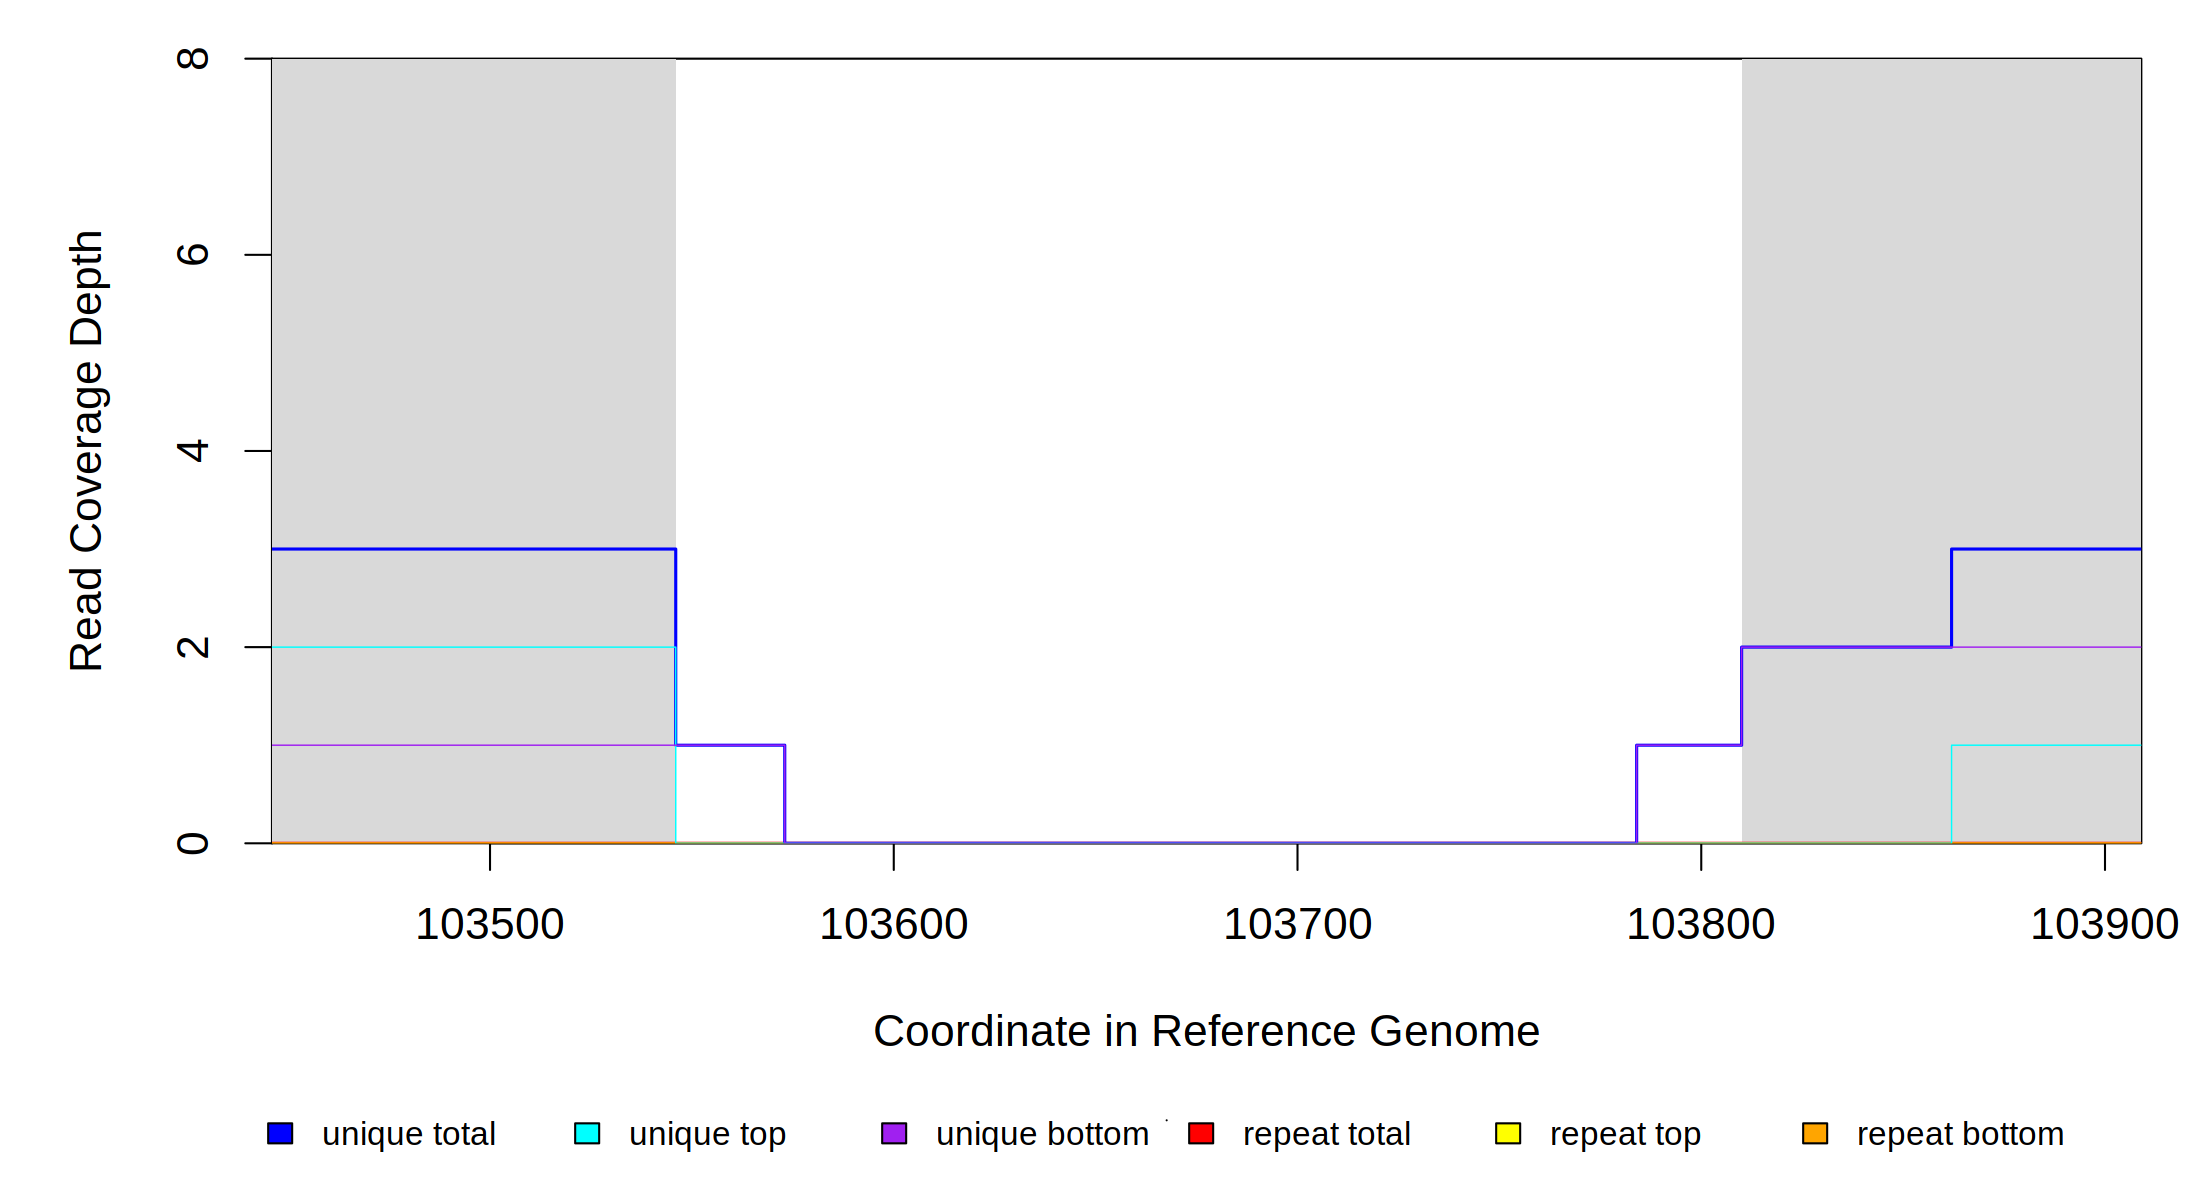 8
6
4
2
0
Read Coverage Depth
103500 103600 103700 103800 103900
Coordinate in Reference Genome
unique total unique top unique bottom repeat total repeat top repeat bottom